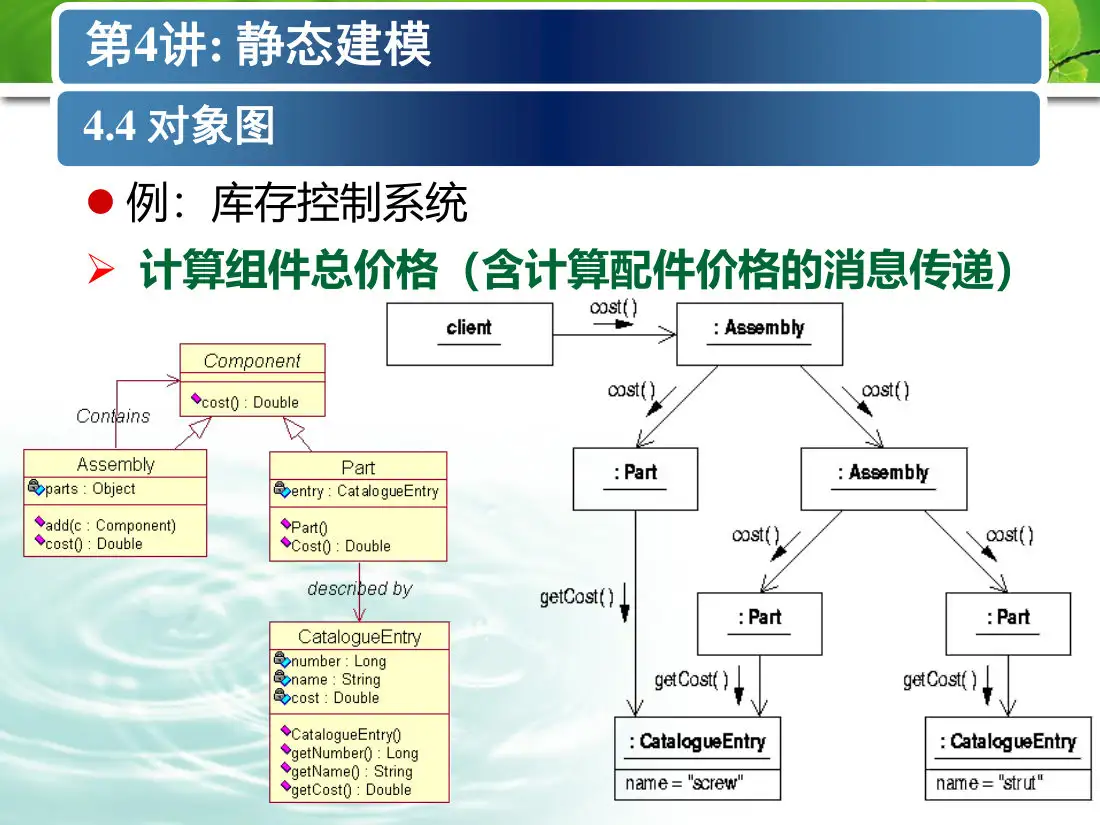 第4讲: 静态建模
4.4 对象图
例：库存控制系统
计算组件总价格（含计算配件价格的消息传递）
Component
cost() : Double
Contains
Assembly
parts : Object
add(c : Component)
cost() : Double
Part
entry : CatalogueEntry
Part()
Cost() : Double
described by
CatalogueEntry
number : Long
name : String
cost : Double
CatalogueEntry()
getNumber() : Long
getName() : String
getCost() : Double
client
cost()
: Assembly
cost()
cost()
: Part
: Assembly
cost()
cost()
getCost()
: Part
: Part
getCost()
getCost()
: CatalogueEntry
name = "screw"
: CatalogueEntry
name = "strut"